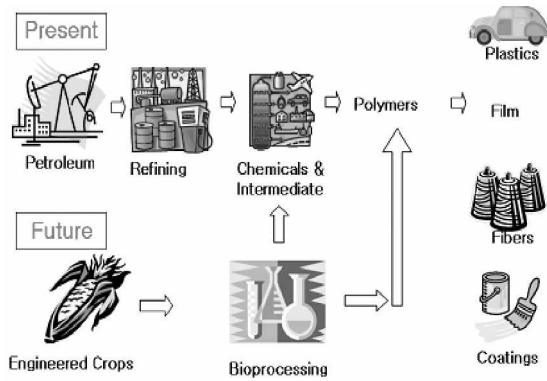 Present
Plastics
Petroleum
Refining
Chemicals &
Intermediate
Polymers
Film
Fibers
Future
Engineered Crops
Bioprocessing
Coatings